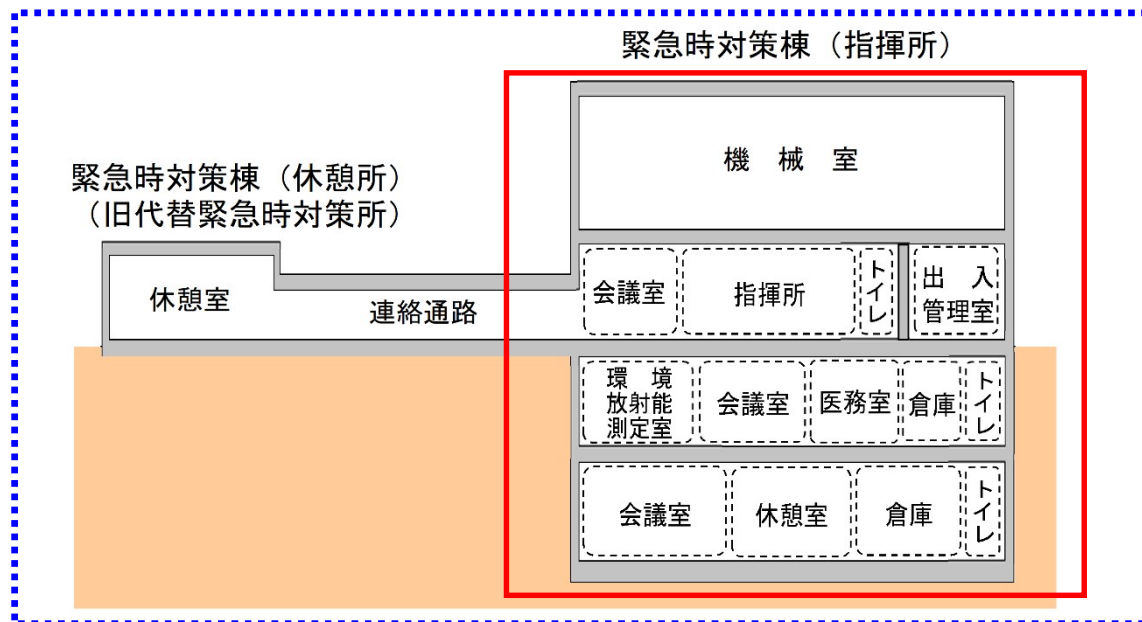 緊急時対策棟（指揮所）
機械室
緊急時対策棟（休憩所）
（旧代替緊急時対策所）
休憩室
連絡通路
会議室
指揮所
トイレ
出入
管理室
環境
放射能
測定室
会議室
医務室
倉庫
トイレ
会議室
休憩室
倉庫
トイレ